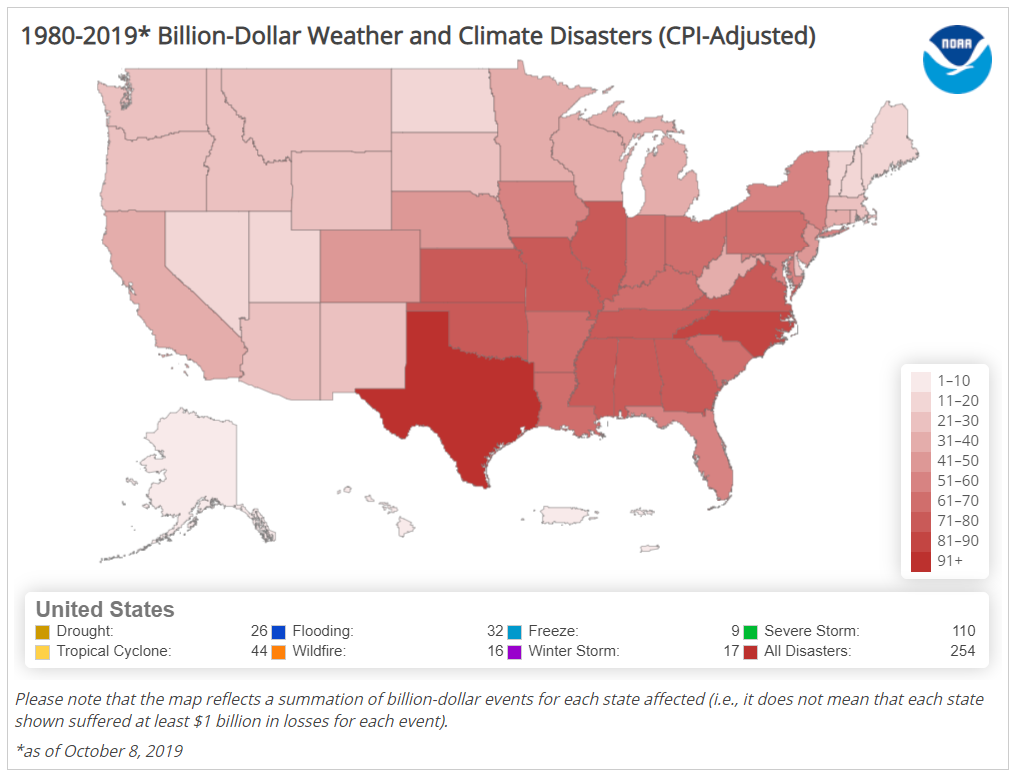 1980-2019* Billion-Dollar Weather and Climate Disasters (CPI-Adjusted)
NOAA
1–10
11–20
21–30
31–40
41–50
51–60
61–70
71–80
81–90
91+
United States
Drought: 26 Flooding: 32 Freeze: 9 Severe Storm: 110
Tropical Cyclone: 44 Wildfire: 16 Winter Storm: 17 All Disasters: 254
Please note that the map reflects a summation of billion-dollar events for each state affected (i.e., it does not mean that each state
shown suffered at least $1 billion in losses for each event).
*as of October 8, 2019